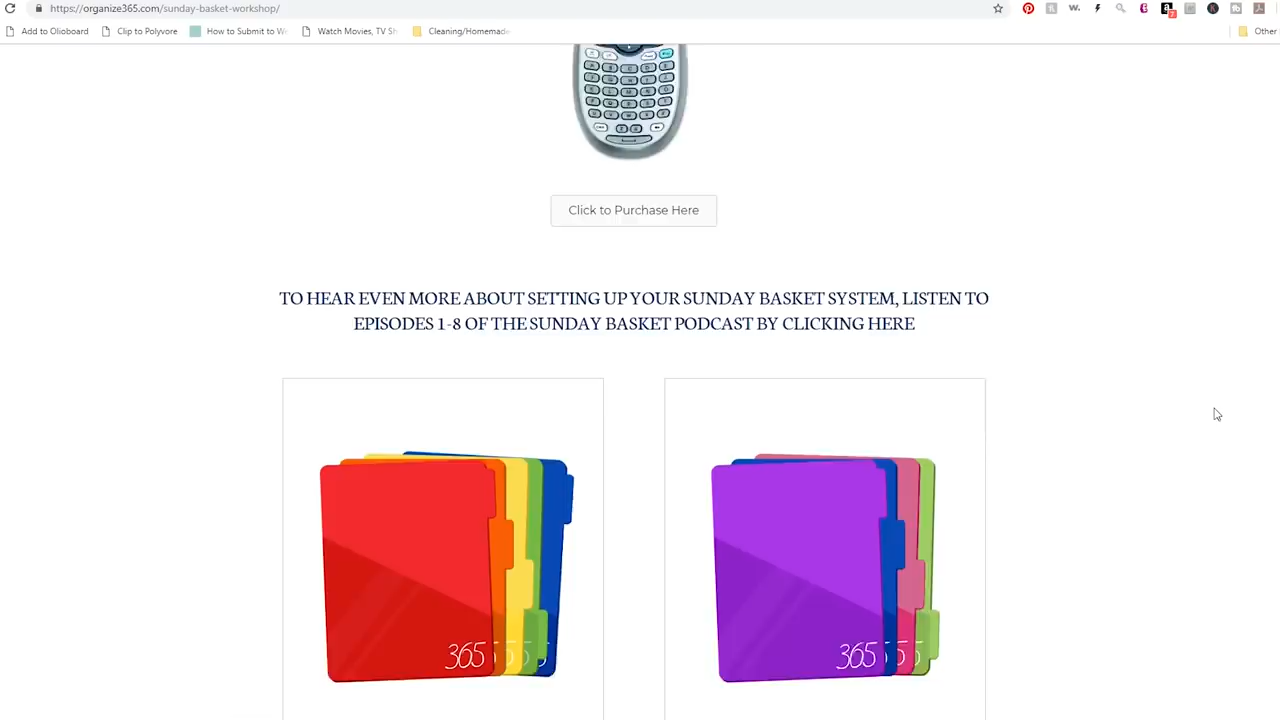 https://organize365.com/sunday-basket-workshop/
Add to Olioboard
Clip to Polyvore
How to Submit to W
Watch Movies, TV Sh
Cleaning/Homemade
Other
Click to Purchase Here
TO HEAR EVEN MORE ABOUT SETTING UP YOUR SUNDAY BASKET SYSTEM, LISTEN TO
EPISODES 1-8 OF THE SUNDAY BASKET PODCAST BY CLICKING HERE
365
365